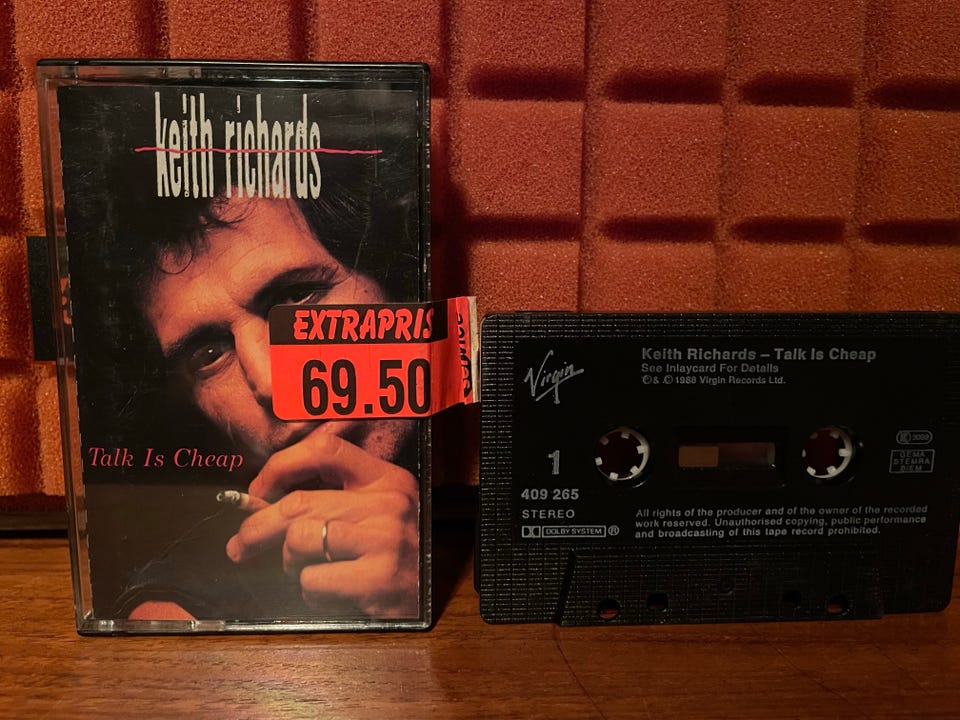 keith richards
EXTRAPRIS
69.50
Talk Is Cheap
Virgin
Keith Richards – Talk Is Cheap
See Inlaycard For Details
©& ℗ 1988 Virgin Records Ltd.
1
409 265
STEREO
DOLBY SYSTEM ®
GEMA
STEMRA
BIEM
All rights of the producer and of the owner of the recorded
work reserved. Unauthorised copying, public performance
and broadcasting of this tape record prohibited.